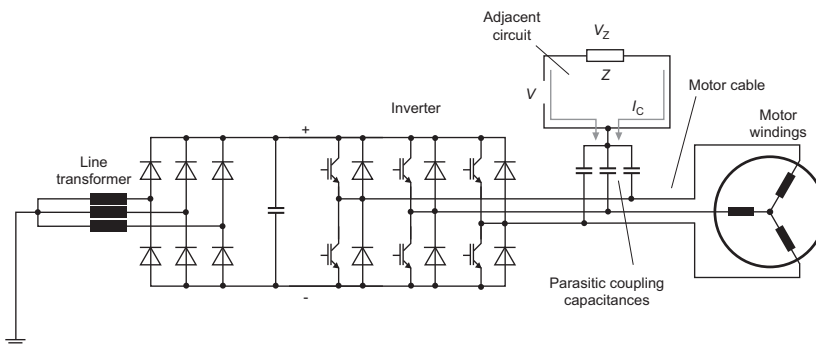 Adjacent
circuit
V_Z
Z
V
I_C
Motor cable
Inverter
Motor
windings
+
Line
transformer
-
Parasitic coupling
capacitances